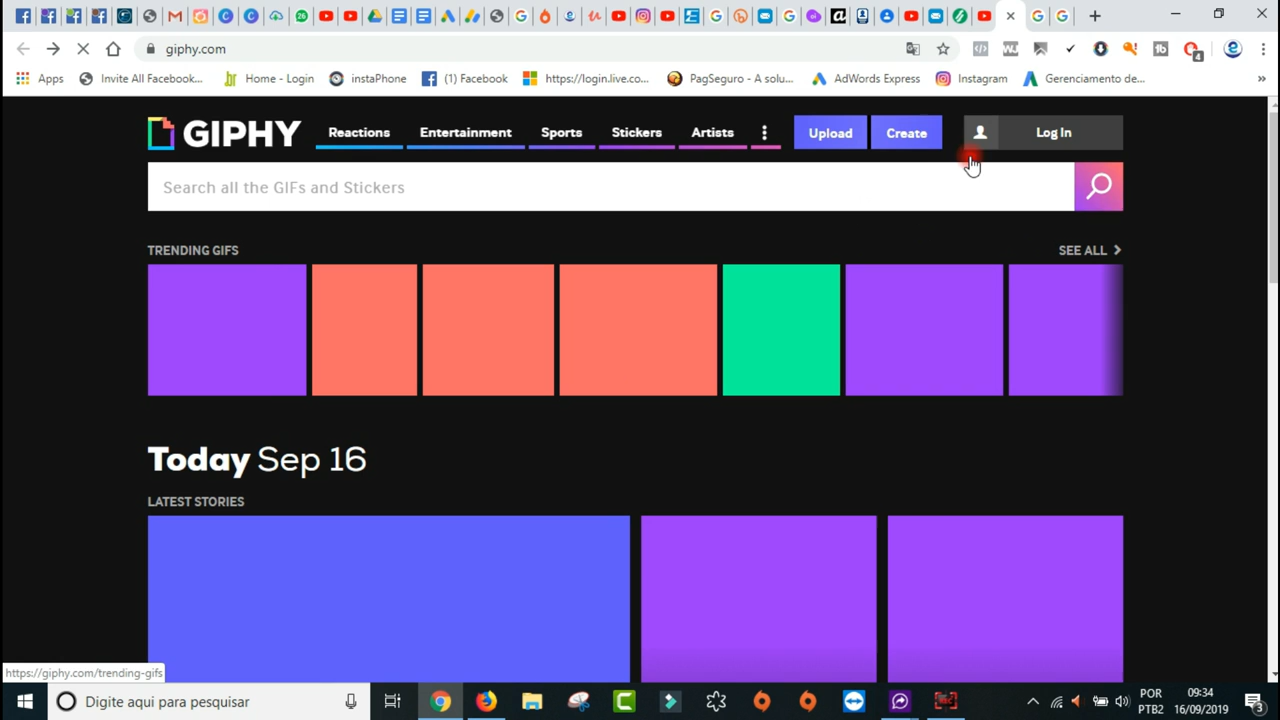 giphy.com
Apps
Invite All Facebook...
Home - Login
instaPhone
(1) Facebook
https://login.live.co...
PagSeguro - A solu...
AdWords Express
Instagram
Gerenciamento de...
»
GIPHY
Reactions
Entertainment
Sports
Stickers
Artists
Upload
Create
Log In
Search all the GIFs and Stickers
TRENDING GIFS
SEE ALL >
Today Sep 16
LATEST STORIES
https://giphy.com/trending-gifs
Digite aqui para pesquisar
POR
PTB2
09:34
16/09/2019
3